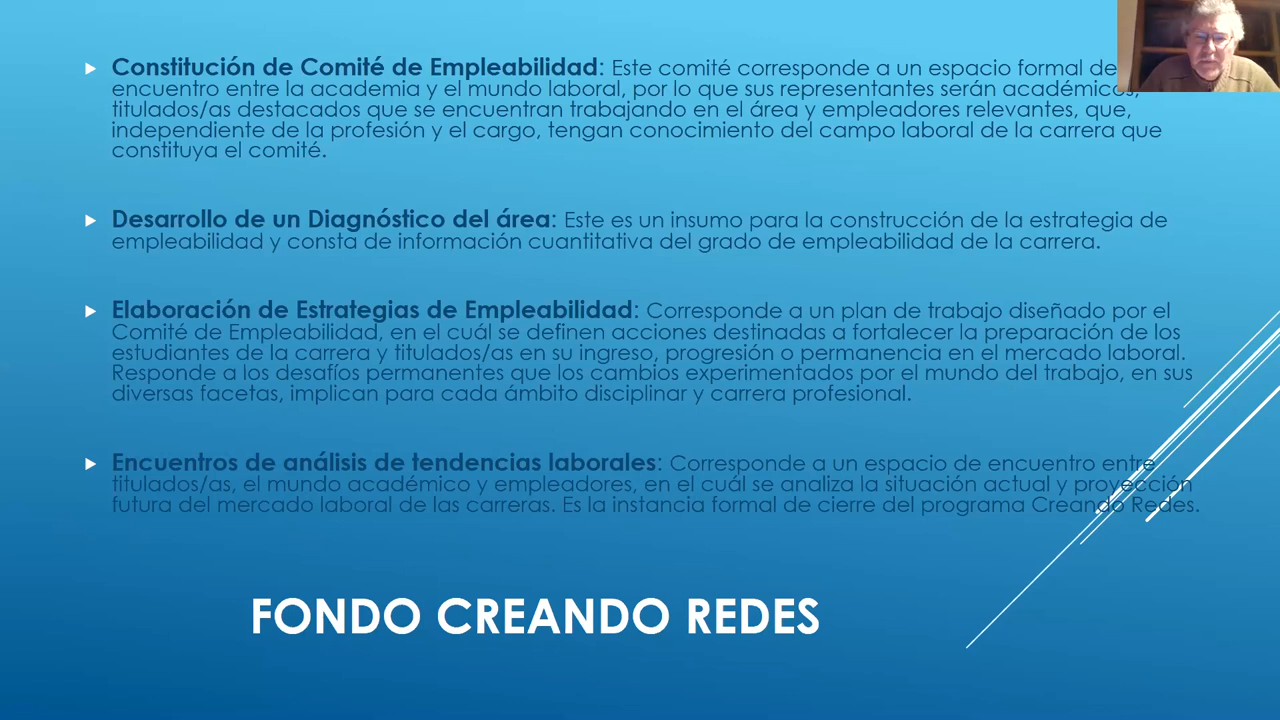 Constitución de Comité de Empleabilidad: Este comité corresponde a un espacio formal de
encuentro entre la academia y el mundo laboral, por lo que sus representantes serán académicos,
titulados/as destacados que se encuentran trabajando en el área y empleadores relevantes, que,
independiente de la profesión y el cargo, tengan conocimiento del campo laboral de la carrera que
constituya el comité.
Desarrollo de un Diagnóstico del área: Este es un insumo para la construcción de la estrategia de
empleabilidad y consta de información cuantitativa del grado de empleabilidad de la carrera.
Elaboración de Estrategias de Empleabilidad: Corresponde a un plan de trabajo diseñado por el
Comité de Empleabilidad, en el cuál se definen acciones destinadas a fortalecer la preparación de los
estudiantes de la carrera y titulados/as en su ingreso, progresión o permanencia en el mercado laboral.
Responde a los desafíos permanentes que los cambios experimentados por el mundo del trabajo, en sus
diversas facetas, implican para cada ámbito disciplinar y carrera profesional.
Encuentros de análisis de tendencias laborales: Corresponde a un espacio de encuentro entre
titulados/as, el mundo académico y empleadores, en el cuál se analiza la situación actual y proyección
futura del mercado laboral de las carreras. Es la instancia formal de cierre del programa Creando Redes.
FONDO CREANDO REDES